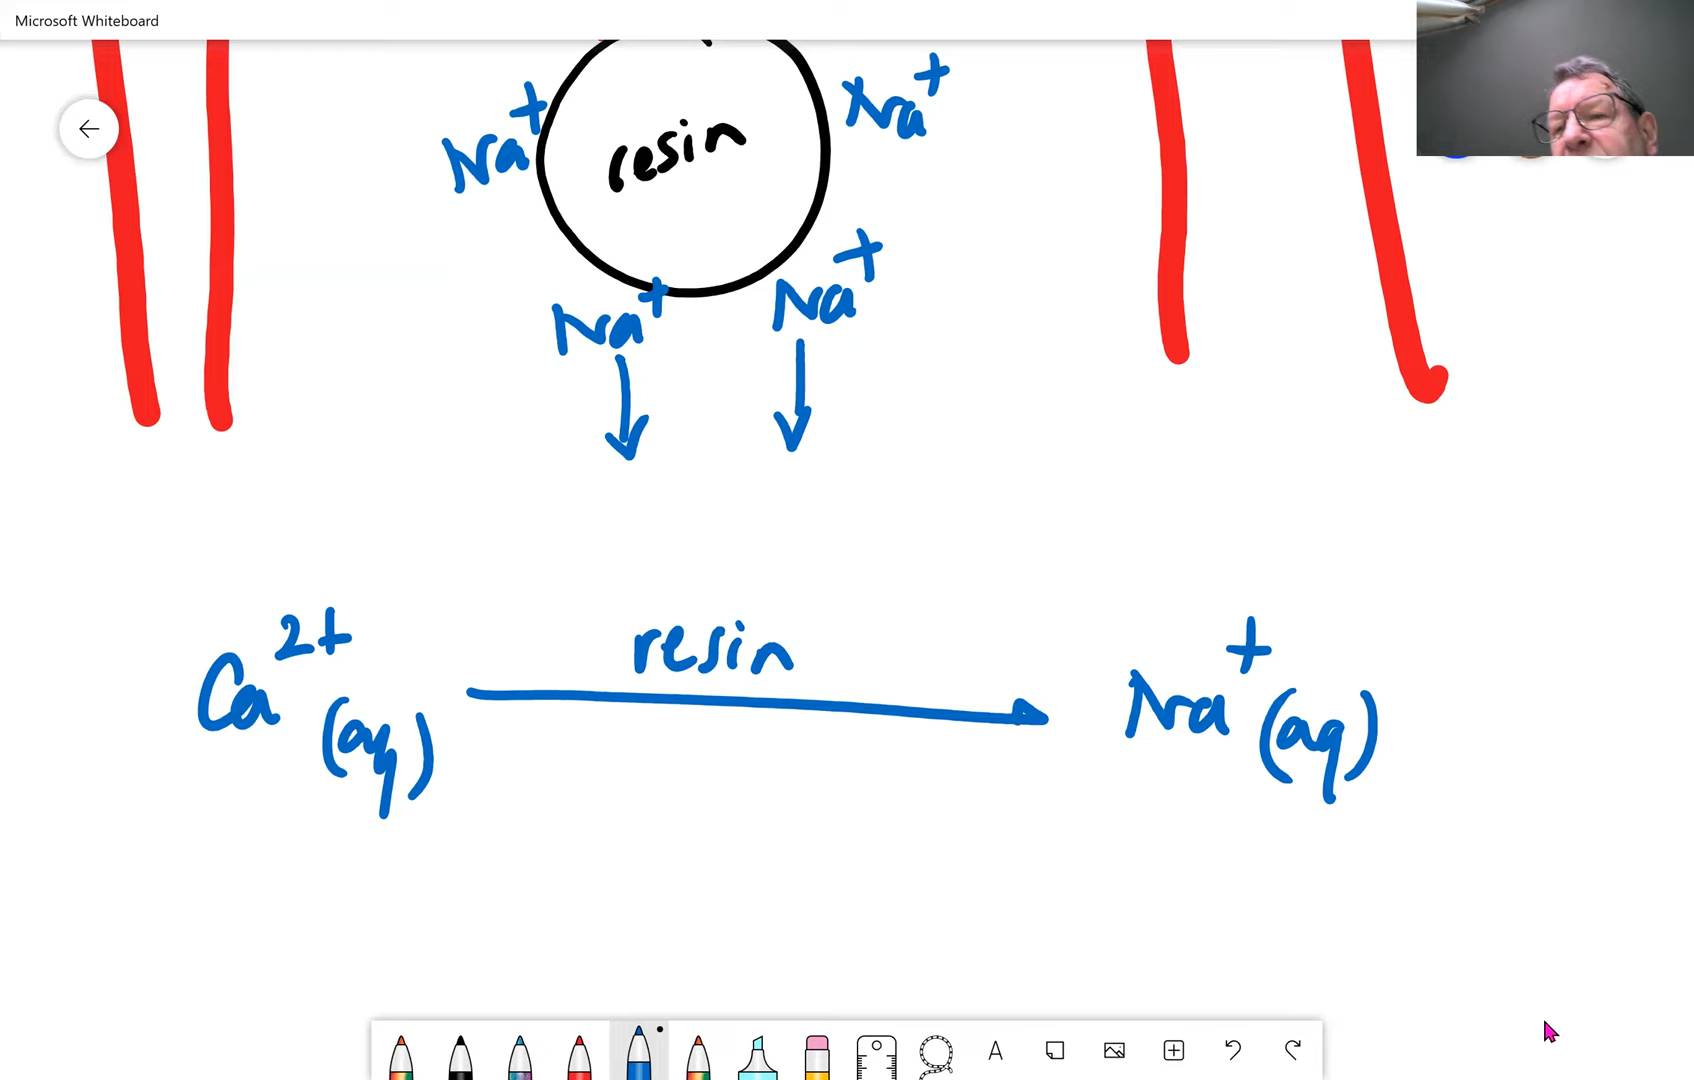 Microsoft Whiteboard
Na⁺ resin Na⁺
Na⁺ Na⁺
resin
Ca²⁺(aq) Na⁺(aq)
A